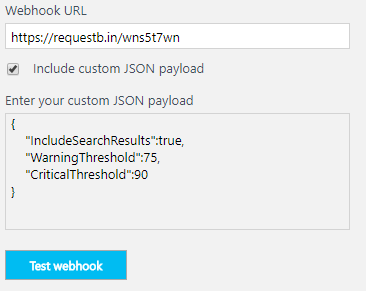 Webhook URL
https://requestb.in/wns5t7wn
Include custom JSON payload
Enter your custom JSON payload
{
"IncludeSearchResults":true,
"WarningThreshold":75,
"CriticalThreshold":90
}
Test webhook